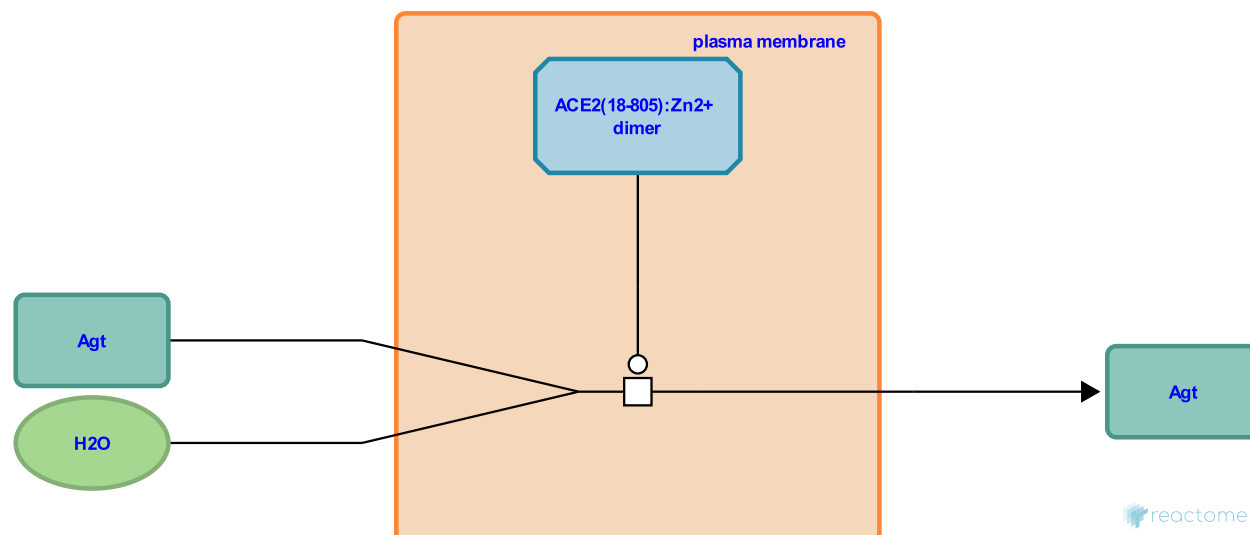 plasma membrane
ACE2(18-805):Zn2+
dimer
Agt
H2O
Agt
reactome